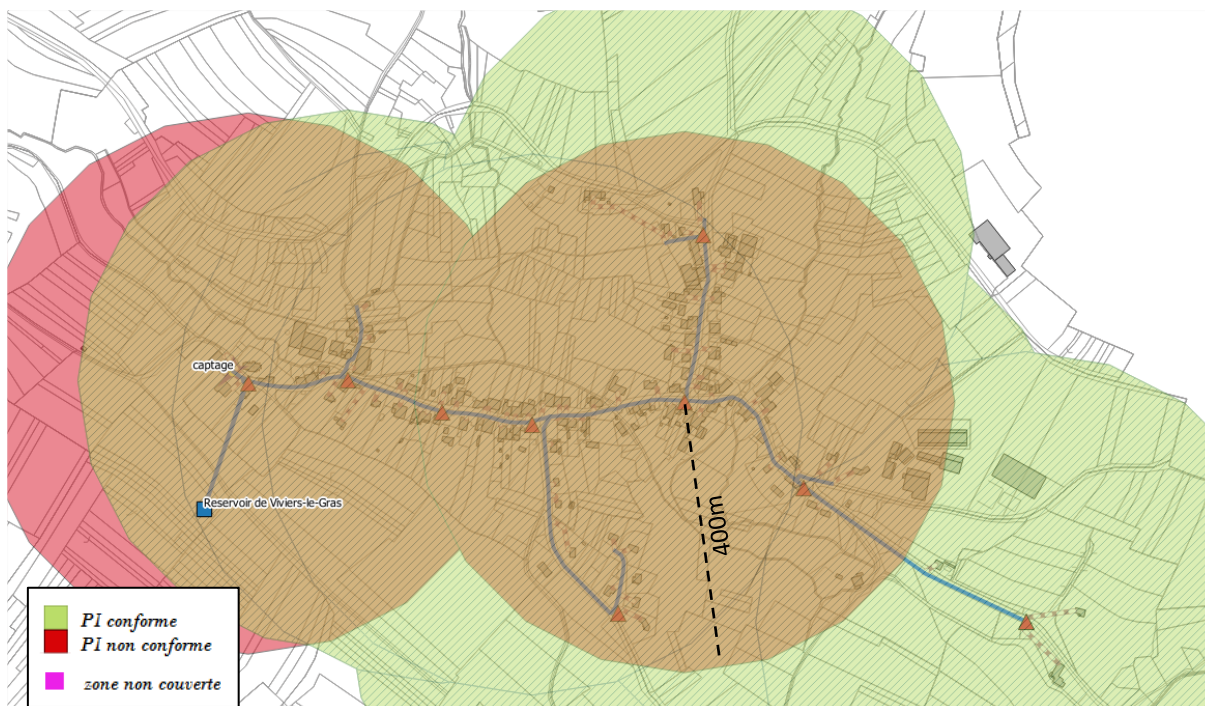 captage
Reservoir de Viviers-le-Gras
400m
PI conforme
PI non conforme
zone non couverte